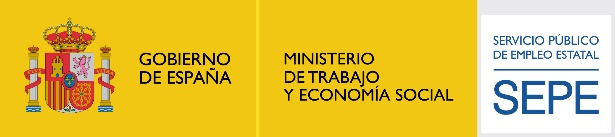 GOBIERNO
DE ESPAÑA
MINISTERIO
DE TRABAJO
Y ECONOMÍA SOCIAL
SERVICIO PÚBLICO
DE EMPLEO ESTATAL
SEPE